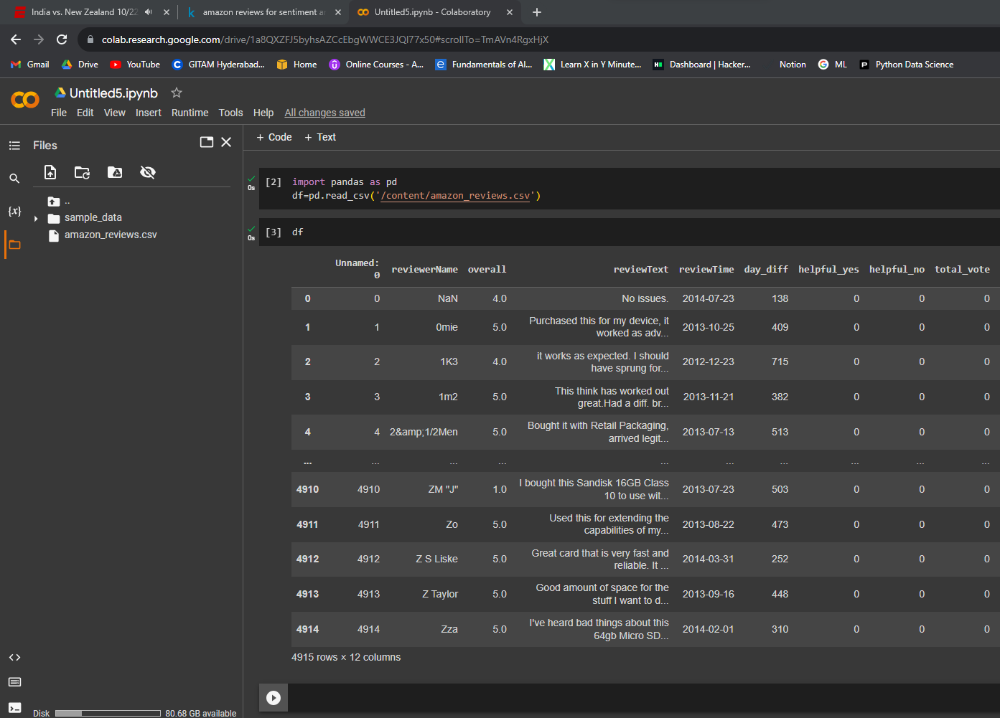 India vs. New Zealand 10/22
amazon reviews for sentiment a
Untitled5.ipynb - Colaboratory
colab.research.google.com/drive/1a8QXZFJ5byhsAZCcEbgWWCE3JQI77x50#scrollTo=TmAVn4RgxHjX
Gmail Drive YouTube GITAM Hyderabad... Home Online Courses - A... Fundamentals of AI... Learn X in Y Minute... Dashboard | Hacker... Notion ML Python Data Science
Untitled5.ipynb
File Edit View Insert Runtime Tools Help All changes saved
Files
+ Code + Text
..
sample_data
amazon_reviews.csv
{x}
0s
[2] import pandas as pd
df=pd.read_csv('/content/amazon_reviews.csv')
0s
[3] df
Unnamed: 0 reviewerName overall reviewText reviewTime day_diff helpful_yes helpful_no total_vote
0 0 NaN 4.0 No issues. 2014-07-23 138 0 0 0
1 1 0mie 5.0 Purchased this for my device, it worked as adv... 2013-10-25 409 0 0 0
2 2 1K3 4.0 it works as expected. I should have sprung for... 2012-12-23 715 0 0 0
3 3 1m2 5.0 This think has worked out great.Had a diff. br... 2013-11-21 382 0 0 0
4 4 2&amp;1/2Men 5.0 Bought it with Retail Packaging, arrived legit... 2013-07-13 513 0 0 0
... ... ... ... ... ... ... ... ... ...
4910 4910 ZM "J" 1.0 I bought this Sandisk 16GB Class 10 to use wit... 2013-07-23 503 0 0 0
4911 4911 Zo 5.0 Used this for extending the capabilities of my... 2013-08-22 473 0 0 0
4912 4912 Z S Liske 5.0 Great card that is very fast and reliable. It ... 2014-03-31 252 0 0 0
4913 4913 Z Taylor 5.0 Good amount of space for the stuff I want to d... 2013-09-16 448 0 0 0
4914 4914 Zza 5.0 I've heard bad things about this 64gb Micro SD... 2014-02-01 310 0 0 0
4915 rows × 12 columns
Disk 80.68 GB available